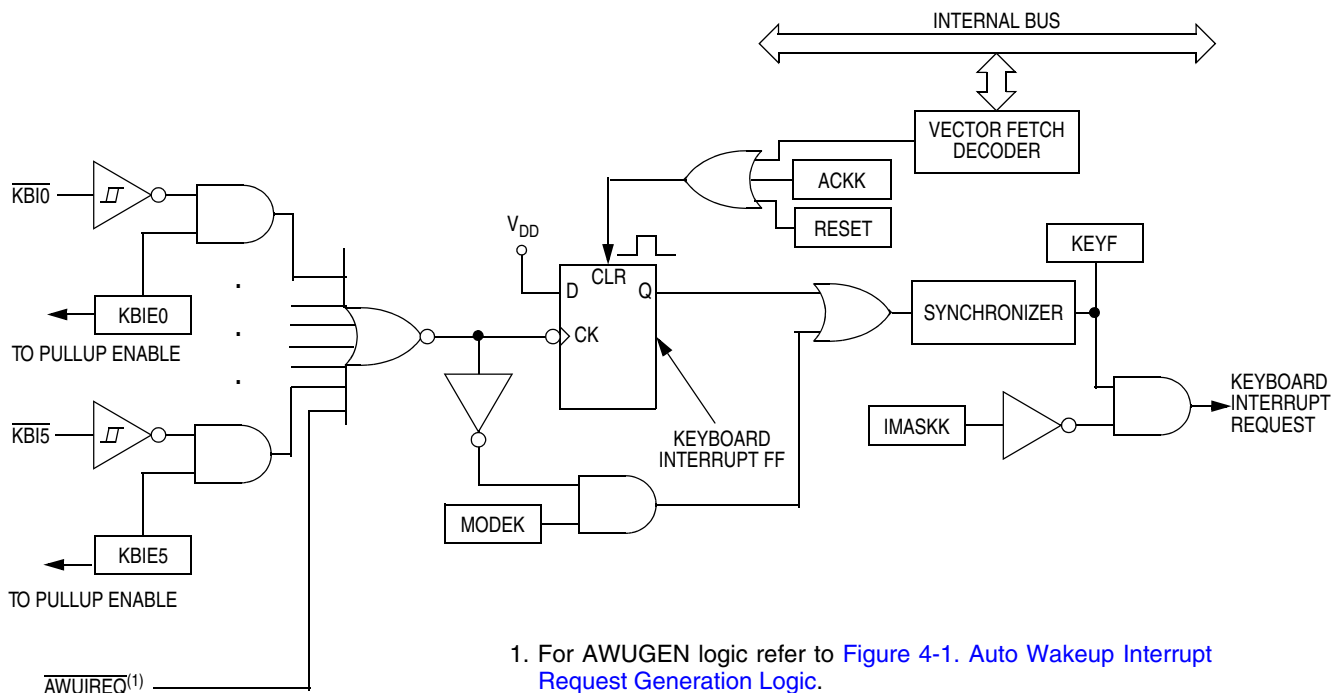 INTERNAL BUS
VECTOR FETCH
DECODER
ACKK
RESET
KBI0
VDD
CLR
D
Q
CK
KEYF
SYNCHRONIZER
KBIE0
TO PULLUP ENABLE
KBI5
KEYBOARD
INTERRUPT FF
IMASKK
KEYBOARD
INTERRUPT
REQUEST
MODEK
KBIE5
TO PULLUP ENABLE
AWUIREQ(1)
1. For AWUGEN logic refer to Figure 4-1. Auto Wakeup Interrupt
Request Generation Logic.